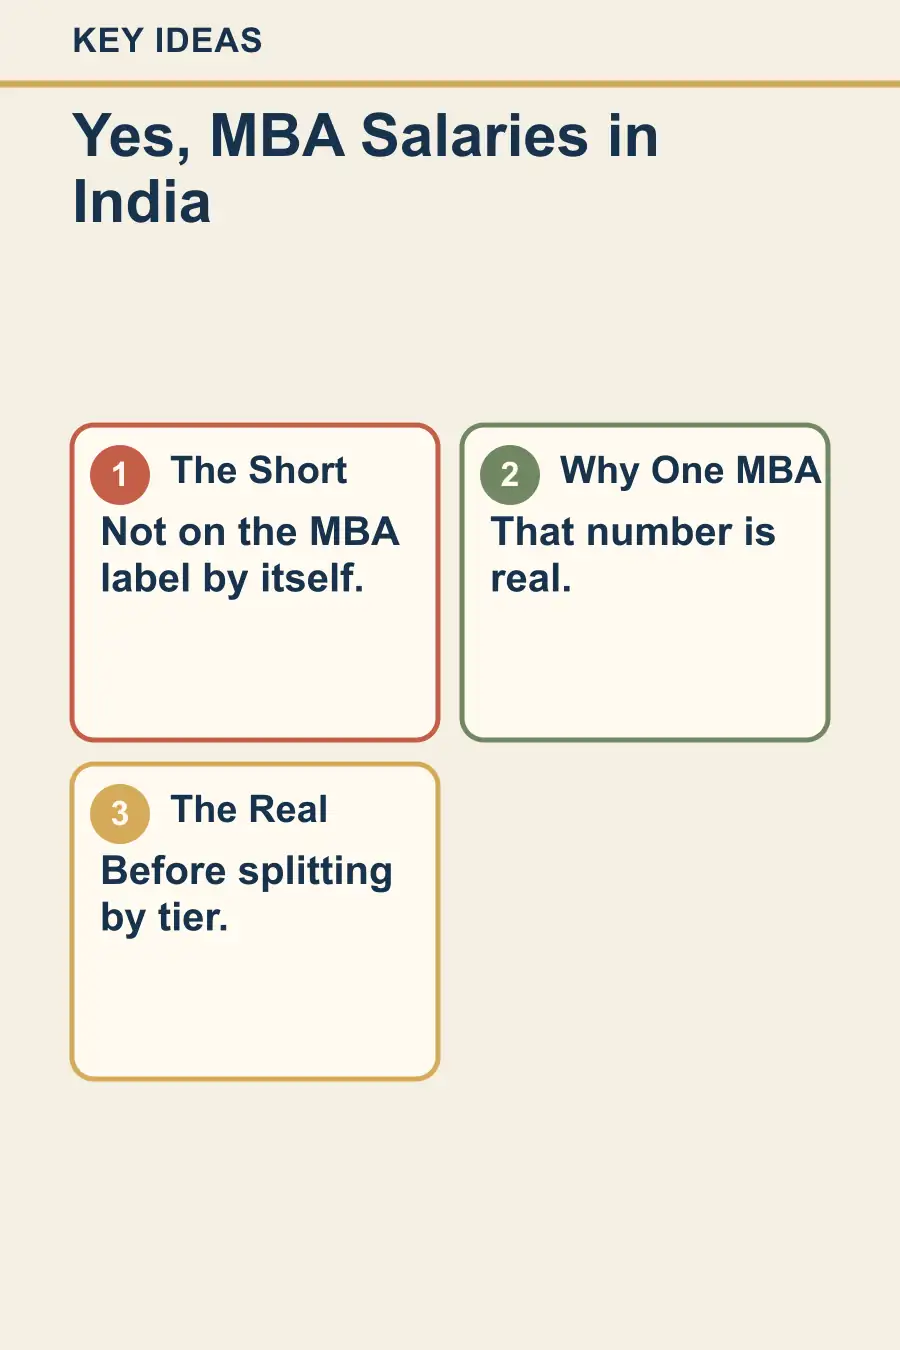 KEY IDEAS
Yes, MBA Salaries in
India
1 The Short
Not on the MBA
label by itself.
2 Why One MBA
That number is
real.
3 The Real
Before splitting
by tier.